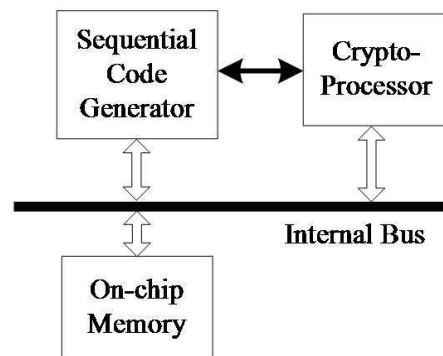 Sequential
Code
Generator
Crypto-
Processor
Internal Bus
On-chip
Memory